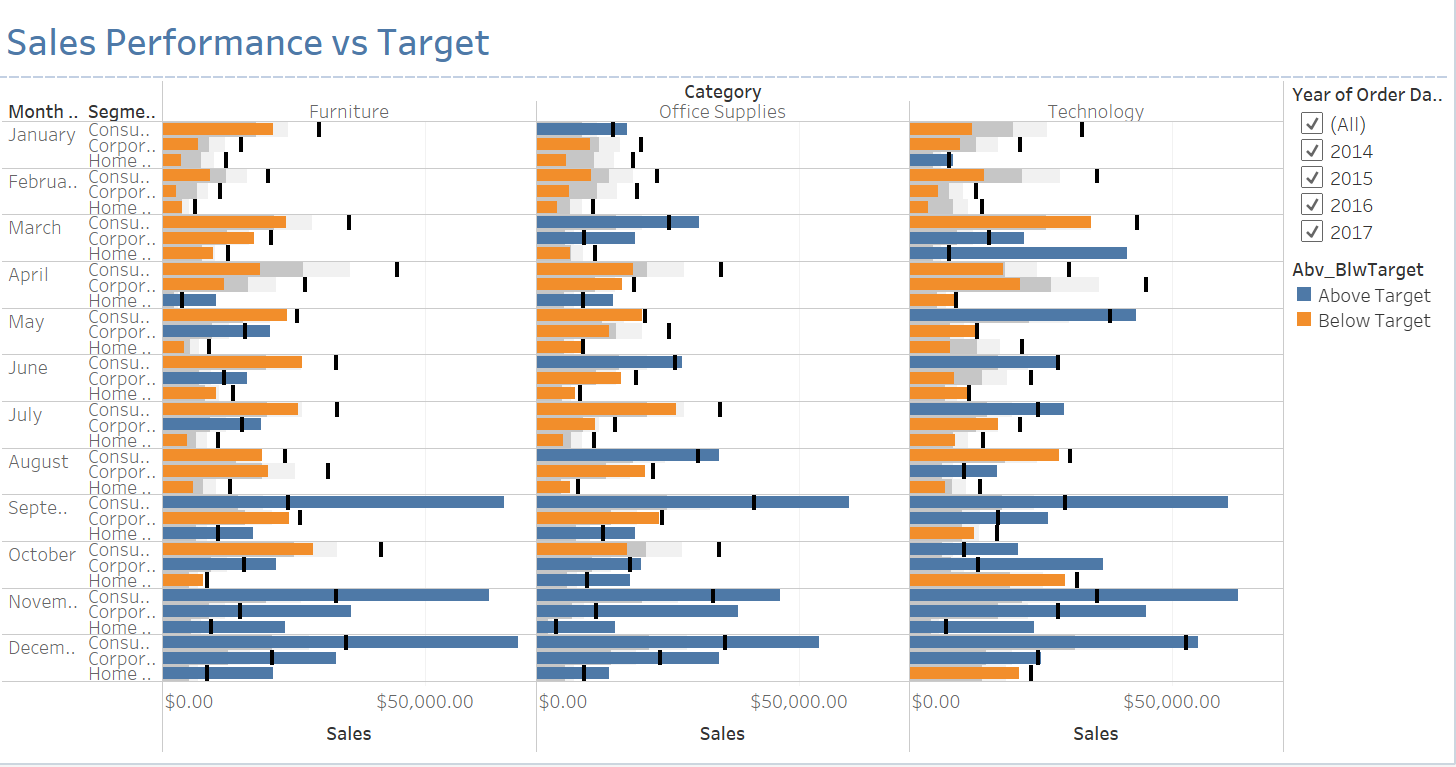 Sales Performance vs Target
Category
Month .. Segme.. Furniture Office Supplies Technology
January Consu..
Corpor..
Home ..
Februa.. Consu..
Corpor..
Home ..
March Consu..
Corpor..
Home ..
April Consu..
Corpor..
Home ..
May Consu..
Corpor..
Home ..
June Consu..
Corpor..
Home ..
July Consu..
Corpor..
Home ..
August Consu..
Corpor..
Home ..
Septe.. Consu..
Corpor..
Home ..
October Consu..
Corpor..
Home ..
Novem.. Consu..
Corpor..
Home ..
Decem.. Consu..
Corpor..
Home ..
$0.00 $50,000.00 $0.00 $50,000.00 $0.00 $50,000.00
Sales Sales Sales
Year of Order Da..
(All)
2014
2015
2016
2017
Abv_BlwTarget
Above Target
Below Target